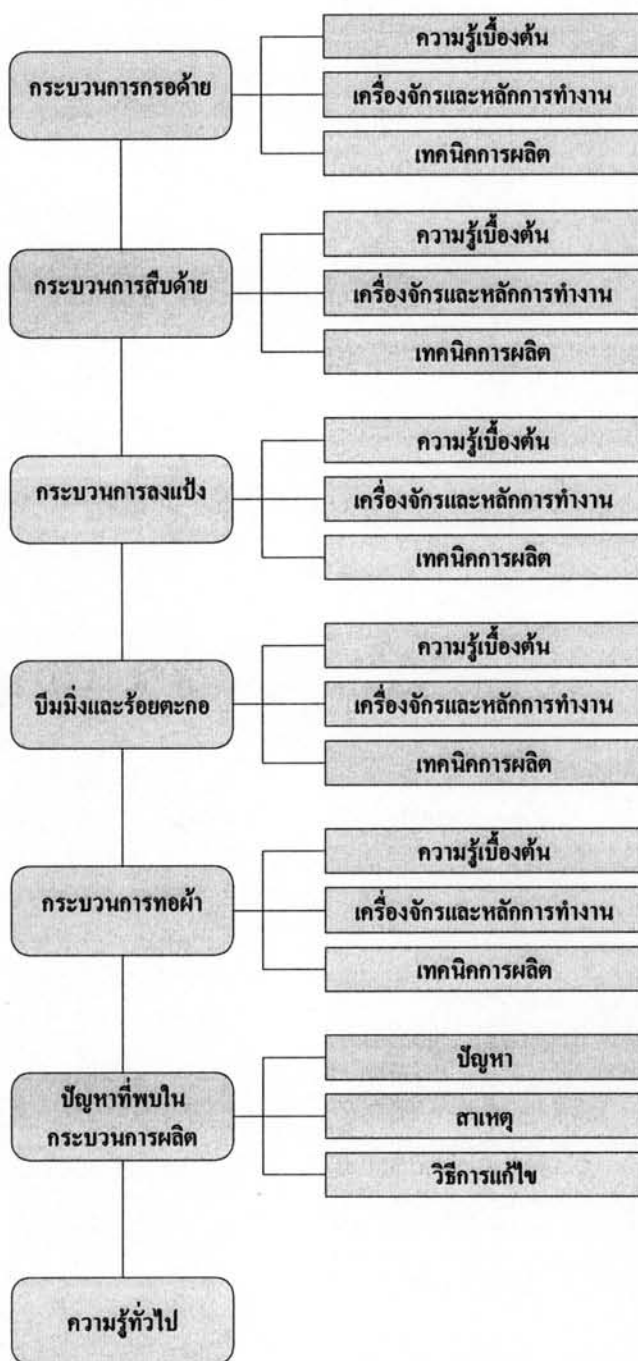 กระบวนการกรอด้าย
ความรู้เบื้องต้น
เครื่องจักรและหลักการทำงาน
เทคนิคการผลิต
กระบวนการสืบด้าย
ความรู้เบื้องต้น
เครื่องจักรและหลักการทำงาน
เทคนิคการผลิต
กระบวนการลงแป้ง
ความรู้เบื้องต้น
เครื่องจักรและหลักการทำงาน
เทคนิคการผลิต
บีมมิ่งและร้อยตะกอ
ความรู้เบื้องต้น
เครื่องจักรและหลักการทำงาน
เทคนิคการผลิต
กระบวนการทอผ้า
ความรู้เบื้องต้น
เครื่องจักรและหลักการทำงาน
เทคนิคการผลิต
ปัญหาที่พบใน
กระบวนการผลิต
ปัญหา
สาเหตุ
วิธีการแก้ไข
ความรู้ทั่วไป